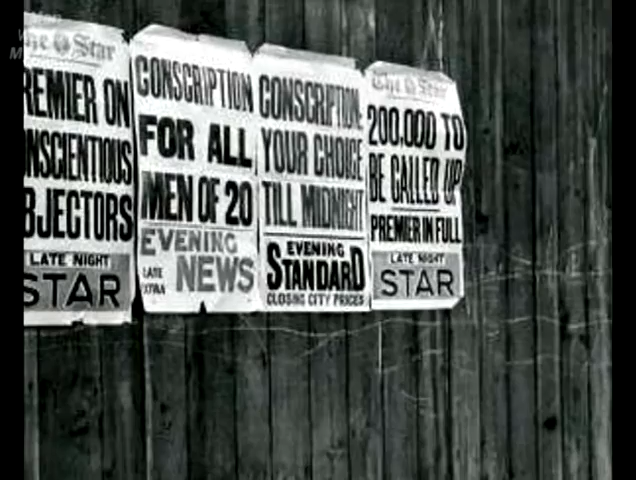 The Star
REMIER ON
NSCIENTIOUS
BJECTORS
LATE NIGHT
STAR
CONSCRIPTION
FOR ALL
MEN OF 20
EVENING
LATE
EXTRA
NEWS
CONSCRIPTION:
YOUR CHOICE
TILL MIDNIGHT
EVENING
STANDARD
CLOSING CITY PRICES
The Star
200,000 TO
BE CALLED UP
PREMIER IN FULL
LATE NIGHT
STAR